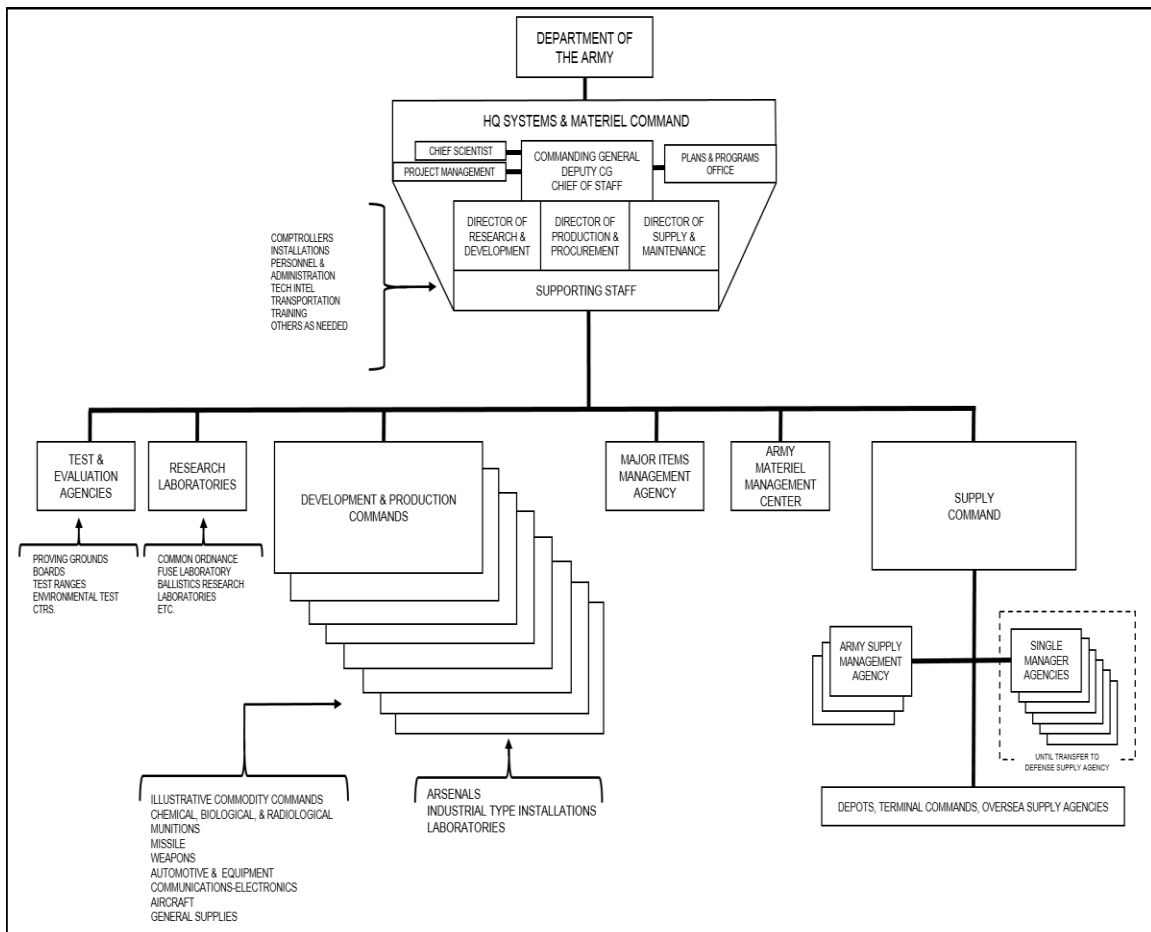 DEPARTMENT OF
THE ARMY
HQ SYSTEMS & MATERIEL COMMAND
CHIEF SCIENTIST
PROJECT MANAGEMENT
COMMANDING GENERAL
DEPUTY CG
CHIEF OF STAFF
PLANS & PROGRAMS
OFFICE
DIRECTOR OF
RESEARCH &
DEVELOPMENT
DIRECTOR OF
PRODUCTION &
PROCUREMENT
DIRECTOR OF
SUPPLY &
MAINTENANCE
SUPPORTING STAFF
COMPTROLLERS
INSTALLATIONS
PERSONNEL &
ADMINISTRATION
TECH INTEL
TRANSPORTATION
TRAINING
OTHERS AS NEEDED
TEST &
EVALUATION
AGENCIES
RESEARCH
LABORATORIES
DEVELOPMENT & PRODUCTION
COMMANDS
MAJOR ITEMS
MANAGEMENT
AGENCY
ARMY
MATERIEL
MANAGEMENT
CENTER
SUPPLY
COMMAND
PROVING GROUNDS
BOARDS
TEST RANGES
ENVIRONMENTAL TEST
CTRS.
COMMON ORDNANCE
FUSE LABORATORY
BALLISTICS RESEARCH
LABORATORIES
ETC.
ARMY SUPPLY
MANAGEMENT
AGENCY
SINGLE
MANAGER
AGENCIES
UNTIL TRANSFER TO
DEFENSE SUPPLY AGENCY
DEPOTS, TERMINAL COMMANDS, OVERSEA SUPPLY AGENCIES
ILLUSTRATIVE COMMODITY COMMANDS
CHEMICAL, BIOLOGICAL, & RADIOLOGICAL
MUNITIONS
MISSILE
WEAPONS
AUTOMOTIVE & EQUIPMENT
COMMUNICATIONS-ELECTRONICS
AIRCRAFT
GENERAL SUPPLIES
ARSENALS
INDUSTRIAL TYPE INSTALLATIONS
LABORATORIES